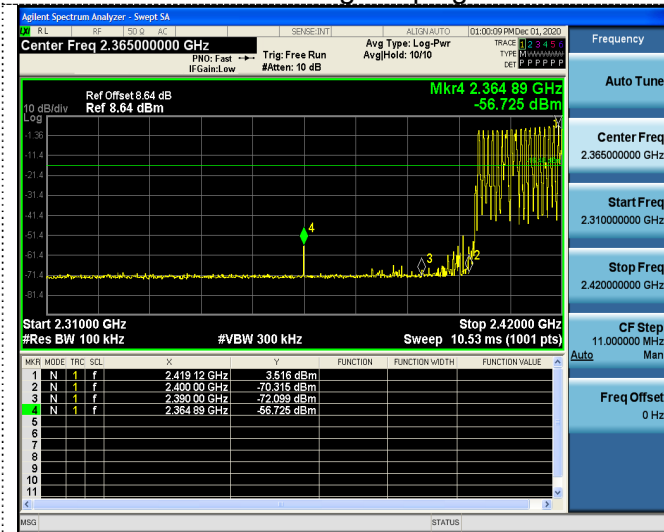 Agilent Spectrum Analyzer - Swept SA
RL RF 50 Ω AC SENSE:INT ALIGN AUTO 01:00:09 PM Dec 01, 2020
Center Freq 2.365000000 GHz
PNO: Fast
IFGain:Low
Trig: Free Run
#Atten: 10 dB
Avg Type: Log-Pwr
Avg|Hold: 10/10
TRACE 1 2 3 4 5 6
TYPE M
DET P P P P P P
Ref Offset 8.64 dB
10 dB/div Ref 8.64 dBm
Log
Mkr4 2.364 89 GHz
-56.725 dBm
-1.36
-11.4
-21.4
-31.4
-41.4
-51.4
-61.4
-71.4
-81.4
4
3
2
Start 2.31000 GHz Stop 2.42000 GHz
#Res BW 100 kHz #VBW 300 kHz Sweep 10.53 ms (1001 pts)
MKR MODE TRC SCL X Y FUNCTION FUNCTION WIDTH FUNCTION VALUE
1 N 1 f 2.419 12 GHz 3.516 dBm
2 N 1 f 2.400 00 GHz -70.315 dBm
3 N 1 f 2.390 00 GHz -72.099 dBm
4 N 1 f 2.364 89 GHz -56.725 dBm
5
6
7
8
9
10
11
MSG STATUS
Frequency
Auto Tune
Center Freq
2.365000000 GHz
Start Freq
2.310000000 GHz
Stop Freq
2.420000000 GHz
CF Step
11.000000 MHz
Auto Man
Freq Offset
0 Hz